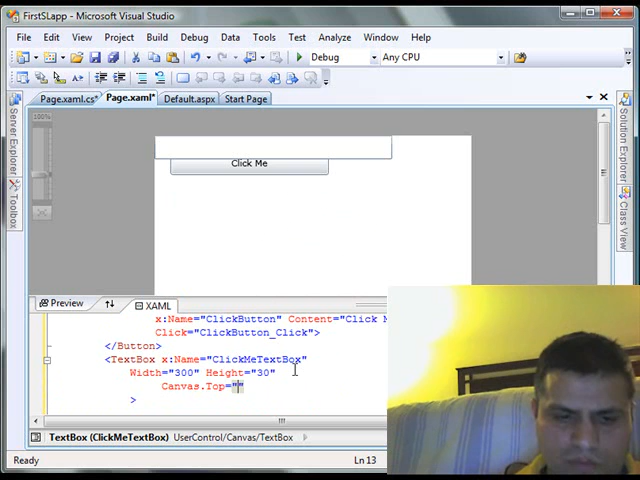 FirstSLapp - Microsoft Visual Studio
File Edit View Project Build Debug Data Tools Test Analyze Window Help
Debug Any CPU
Page.xaml.cs* Page.xaml* Default.aspx Start Page
Server Explorer
Toolbox
Solution Explorer
Class View
100%
Click Me
Preview XAML
x:Name="ClickButton" Content="Click M
Click="ClickButton_Click">
</Button>
<TextBox x:Name="ClickMeTextBox"
Width="300" Height="30"
Canvas.Top=""
>
TextBox (ClickMeTextBox) UserControl/Canvas/TextBox
Ready Ln 13